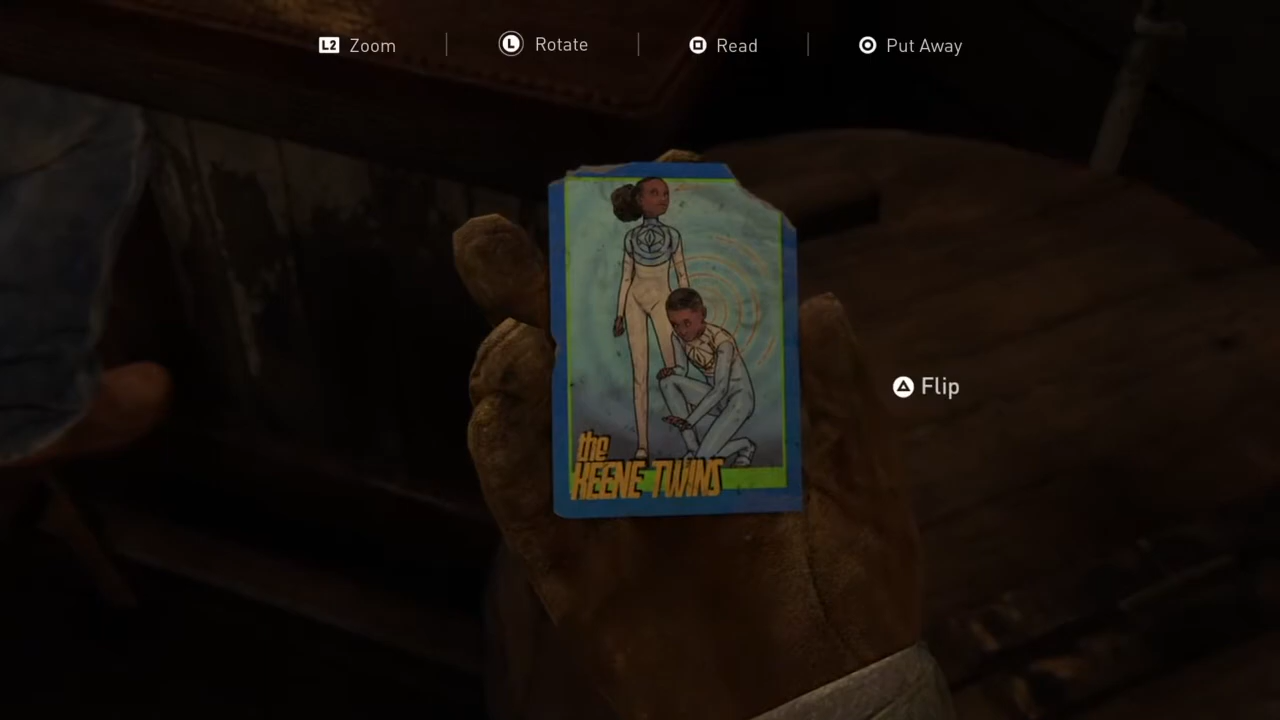 L2 Zoom
L Rotate
Read
Put Away
Flip
the
KEENE TWINS